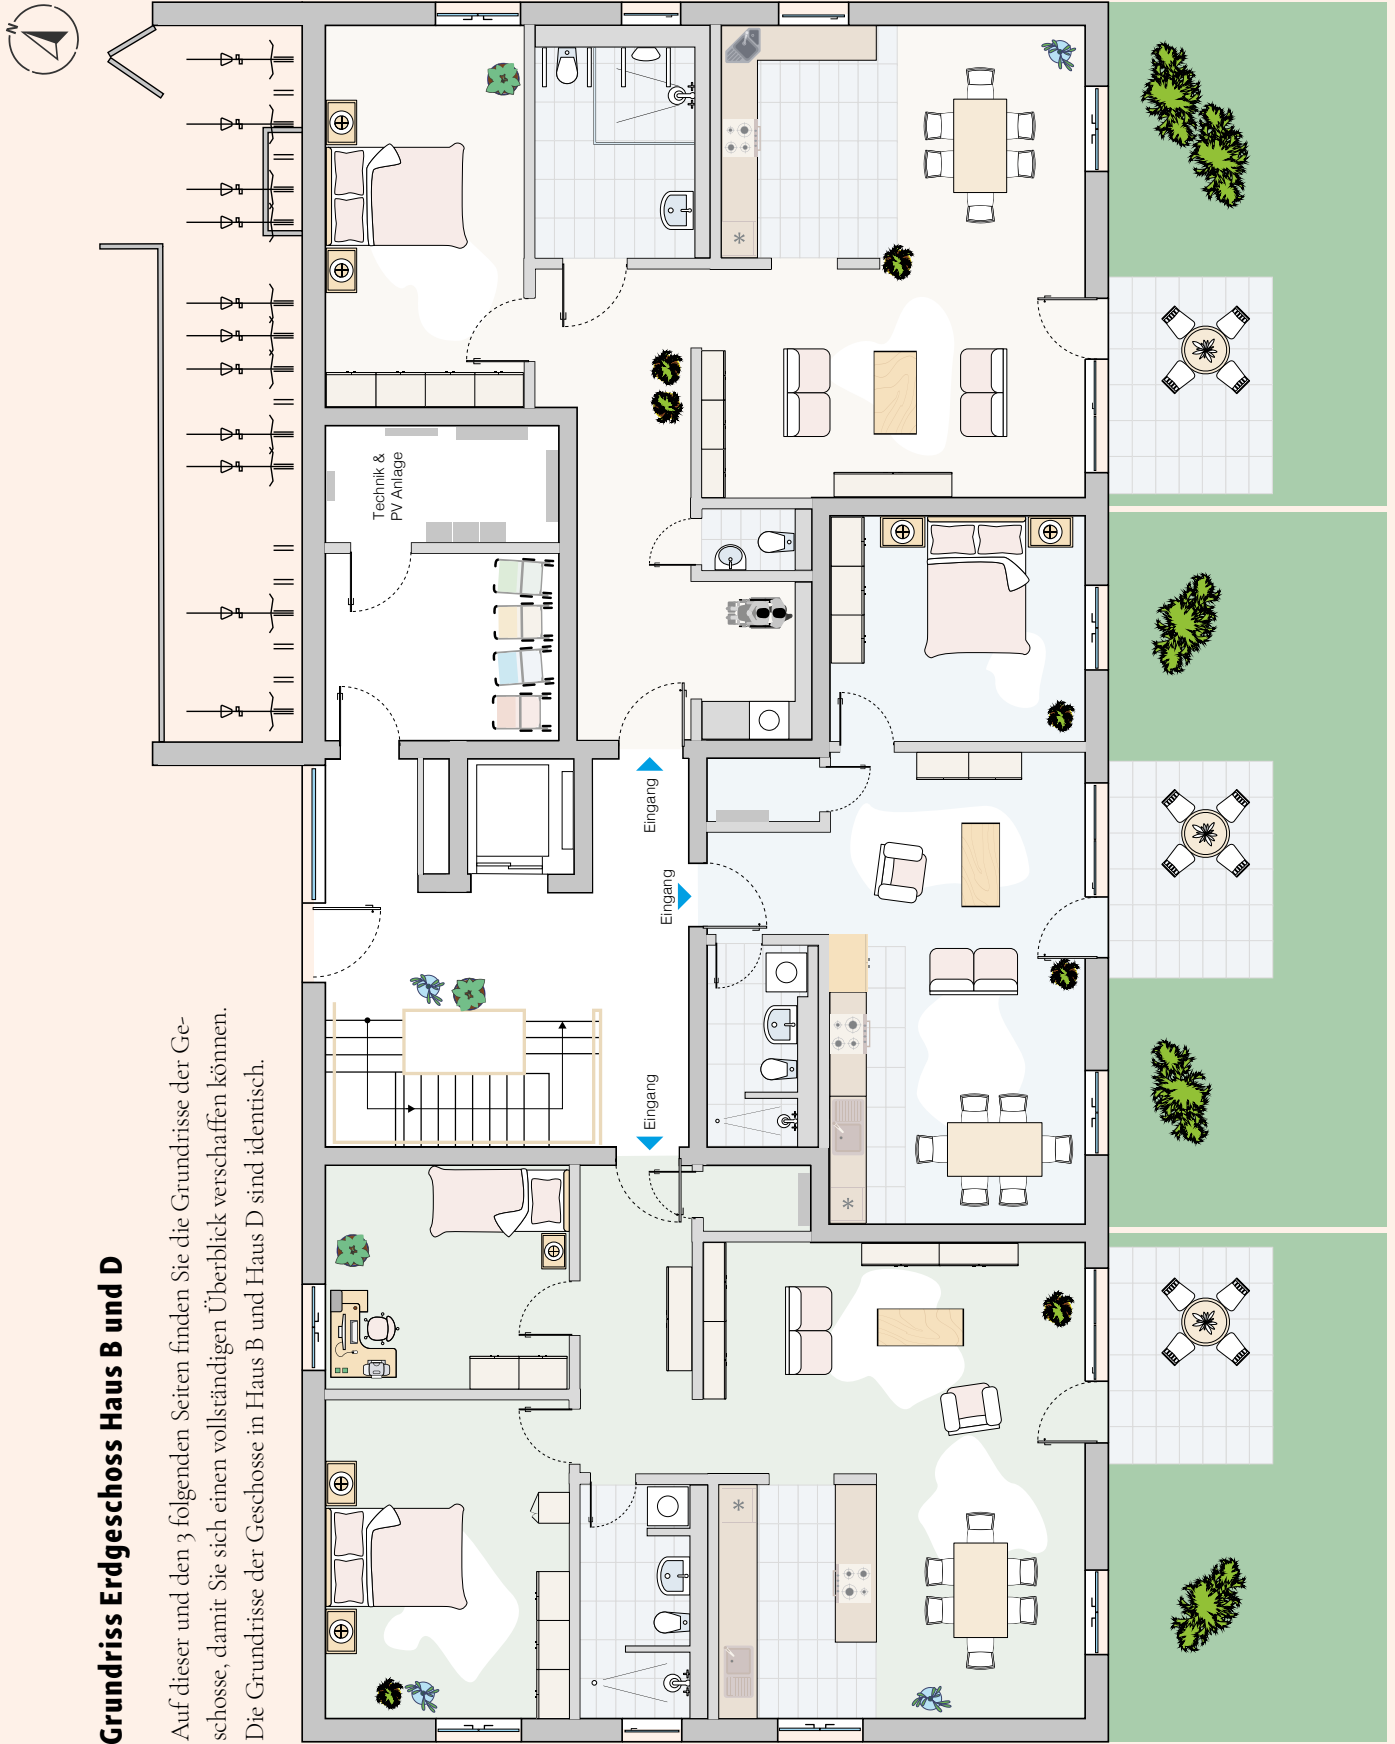 Grundriss Erdgeschoss Haus B und D
Auf dieser und den 3 folgenden Seiten finden Sie die Grundrisse der Ge-
schosse, damit Sie sich einen vollständigen Überblick verschaffen können.
Die Grundrisse der Geschosse in Haus B und Haus D sind identisch.
N
Technik &
PV Anlage
Eingang
Eingang
Eingang